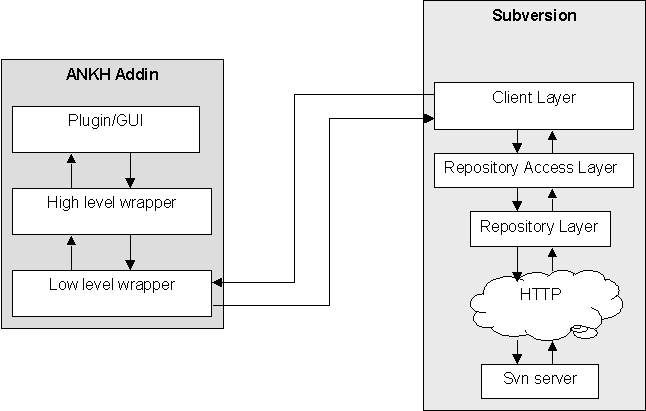 ANKH Addin
Plugin/GUI
High level wrapper
Low level wrapper
Subversion
Client Layer
Repository Access Layer
Repository Layer
HTTP
Svn server